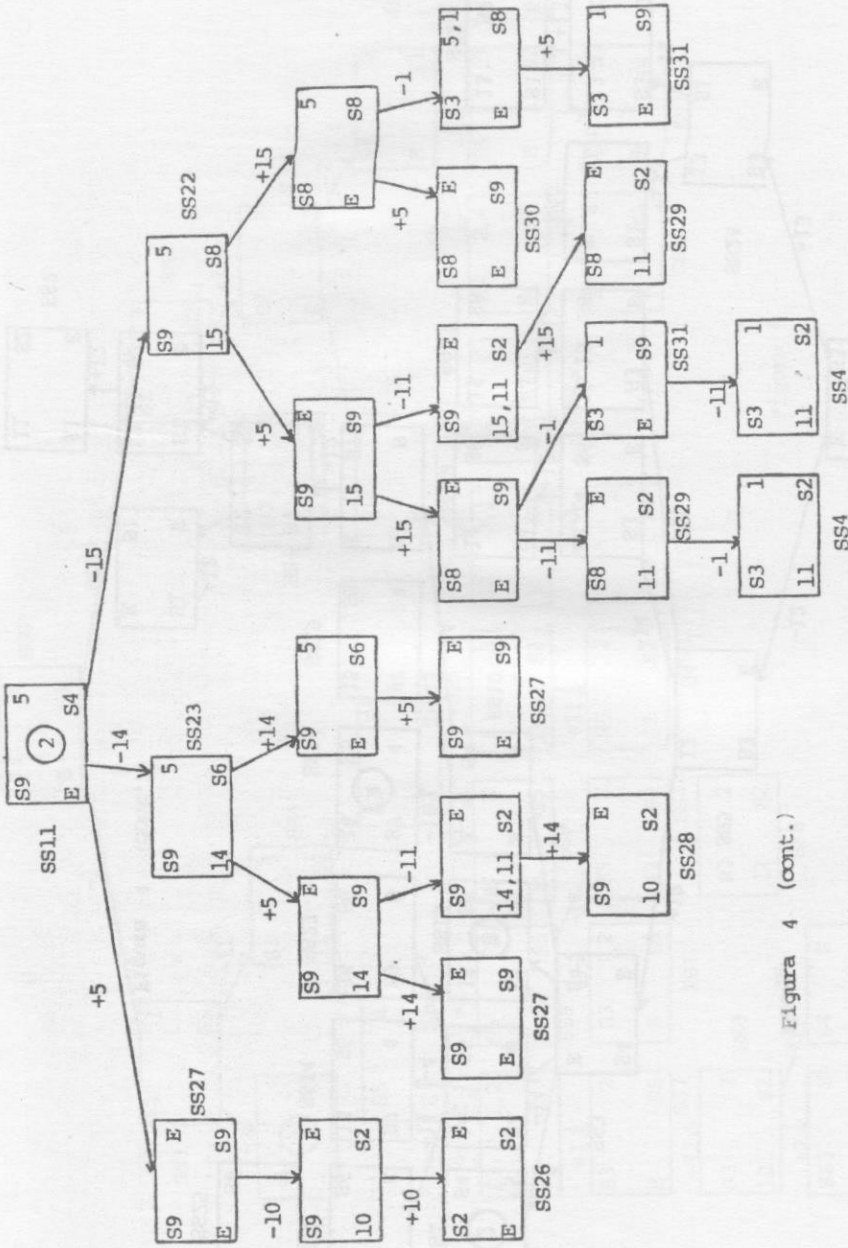 S9 5
2
E S4
SS11
+5
-14
-15
S9 E
E S9
SS27
S9 5
14 S6
SS23
S9 5
15 S8
SS22
-10
+5
+14
+5
+15
S9 E
10 S2
S9 E
14 S9
S9 5
E S6
S9 E
15 S9
S8 5
E S8
+10
+14
-11
+5
+15
-11
+5
-1
S2 E
E S2
SS26
S9 E
E S9
SS27
S9 E
14,11 S2
S9 E
E S9
SS27
S8 E
E S9
S9 E
15,11 S2
S8 E
E S9
SS30
S3 5,1
E S8
+14
-11
-1
+15
+5
S9 E
10 S2
SS28
S8 E
11 S2
SS29
S3 1
E S9
SS31
S8 E
11 S2
SS29
S3 1
E S9
SS31
-1
-11
S3 1
11 S2
SS4
S3 1
11 S2
SS4
Figura 4 (cont.)